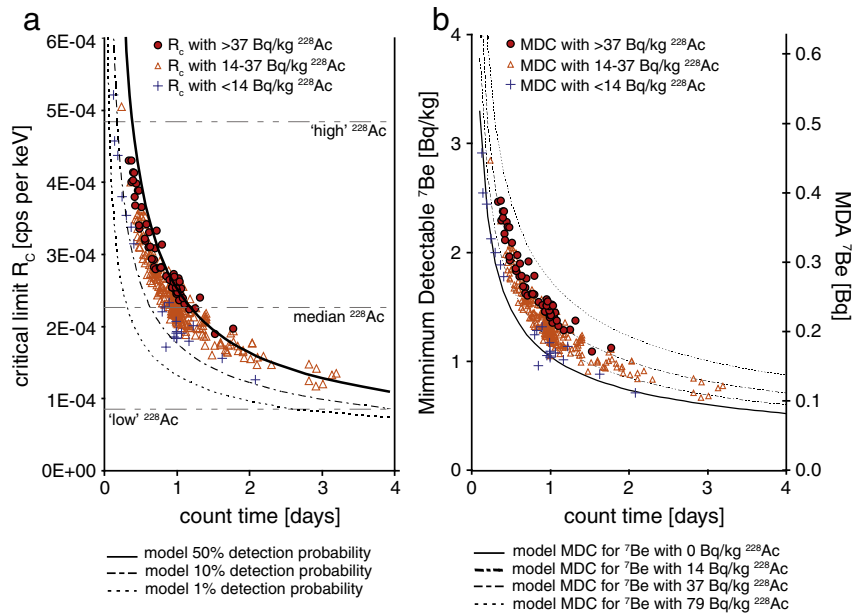 a
critical limit Rc [cps per keV]
6E-04
5E-04
4E-04
3E-04
2E-04
1E-04
0E+00
Rc with >37 Bq/kg ²²⁸Ac
Rc with 14-37 Bq/kg ²²⁸Ac
Rc with <14 Bq/kg ²²⁸Ac
'high' ²²⁸Ac
median ²²⁸Ac
'low' ²²⁸Ac
0 1 2 3 4
count time [days]
model 50% detection probability
model 10% detection probability
model 1% detection probability
b
Mimnimum Detectable ⁷Be [Bq/kg]
4
3
2
1
0
MDC with >37 Bq/kg ²²⁸Ac
MDC with 14-37 Bq/kg ²²⁸Ac
MDC with <14 Bq/kg ²²⁸Ac
0.6
0.5
0.4
0.3
0.2
0.1
0.0
MDA ⁷Be [Bq]
0 1 2 3 4
count time [days]
model MDC for ⁷Be with 0 Bq/kg ²²⁸Ac
model MDC for ⁷Be with 14 Bq/kg ²²⁸Ac
model MDC for ⁷Be with 37 Bq/kg ²²⁸Ac
model MDC for ⁷Be with 79 Bq/kg ²²⁸Ac